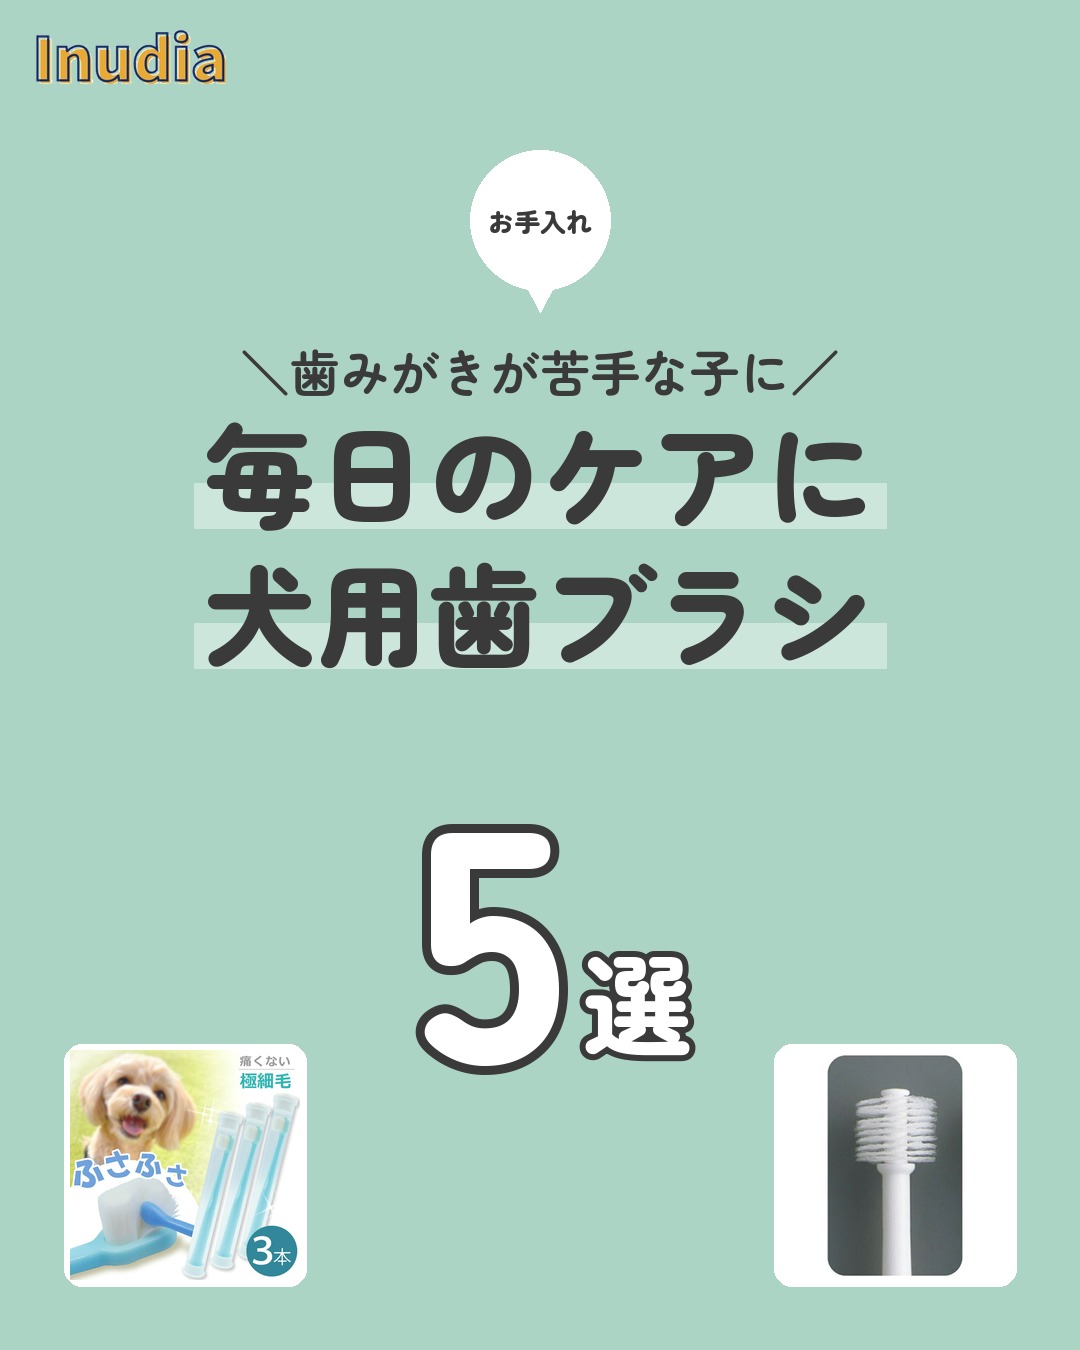 Inudia
お手入れ
＼歯みがきが苦手な子に／
毎日のケアに
犬用歯ブラシ
5選
痛くない
極細毛
ふさふさ
3本